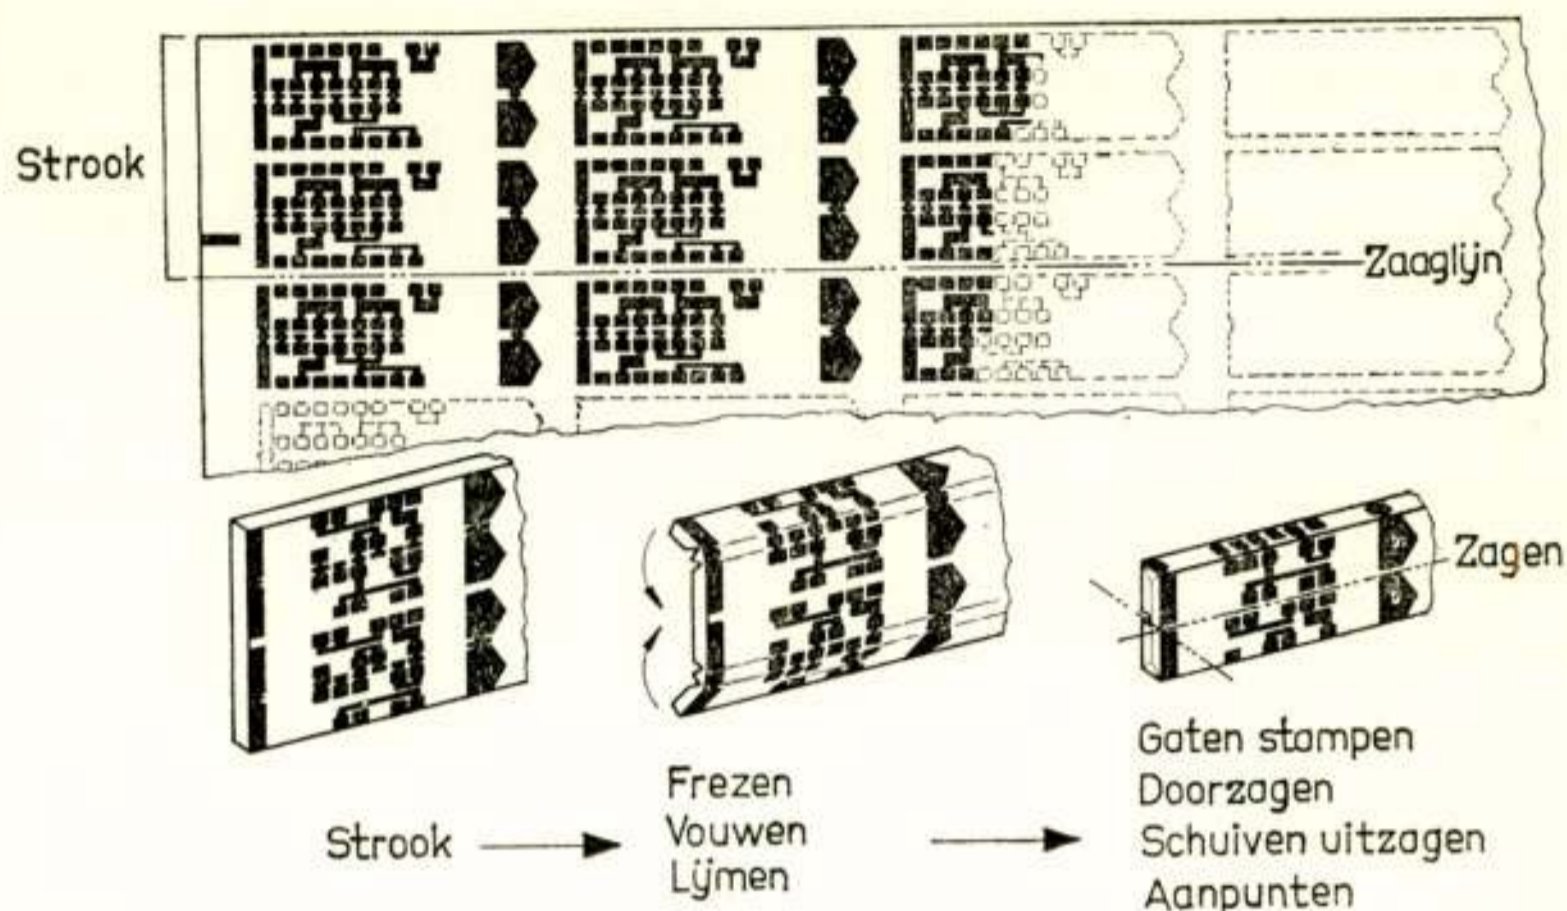 Strook
Zaaglijn
Zagen
Strook
Frezen
Vouwen
Lijmen
Gaten stampen
Doorzagen
Schuiven uitzagen
Aanpunten